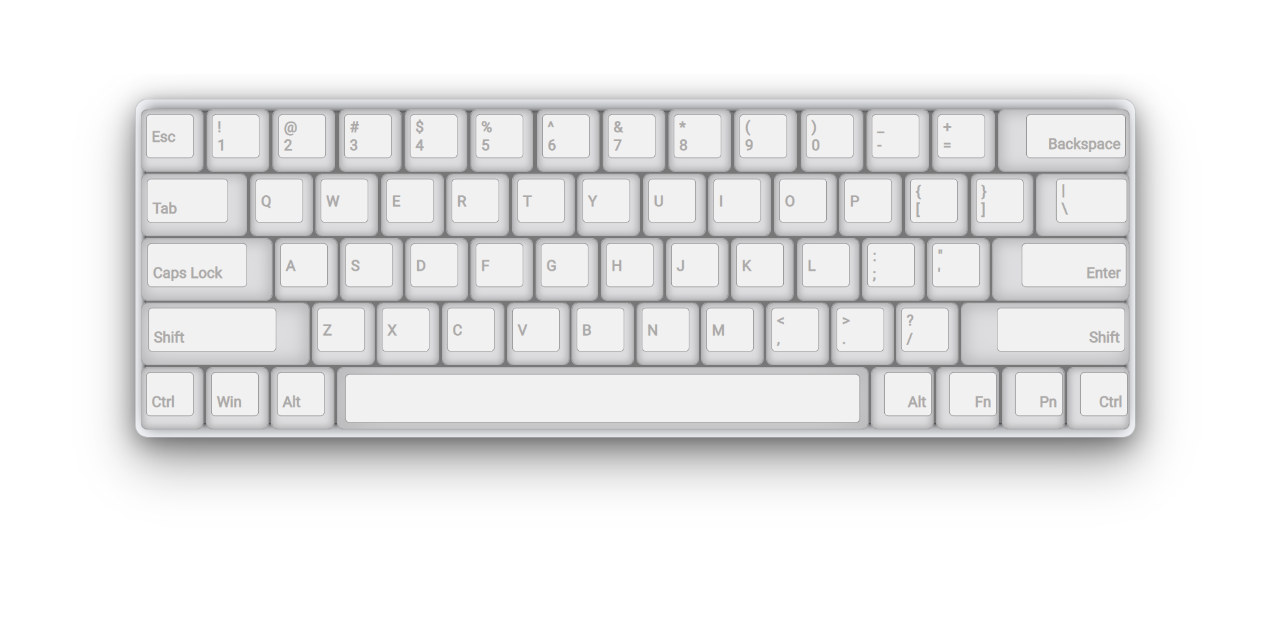 Esc ! 1 @ 2 # 3 $ 4 % 5 ^ 6 & 7 * 8 ( 9 ) 0 _ - + = Backspace
Tab Q W E R T Y U I O P { [ } ] | \
Caps Lock A S D F G H J K L : ; " ' Enter
Shift Z X C V B N M < , > . ? / Shift
Ctrl Win Alt Alt Fn Pn Ctrl